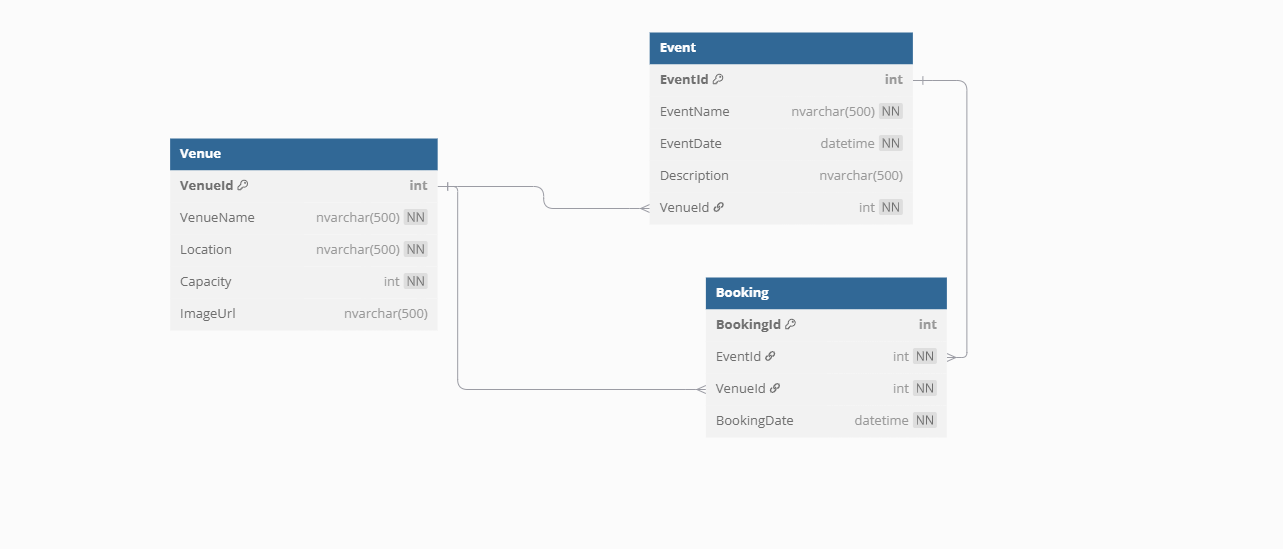 Event
EventId int
EventName nvarchar(500) NN
EventDate datetime NN
Description nvarchar(500)
VenueId int NN
Venue
VenueId int
VenueName nvarchar(500) NN
Location nvarchar(500) NN
Capacity int NN
ImageUrl nvarchar(500)
Booking
BookingId int
EventId int NN
VenueId int NN
BookingDate datetime NN